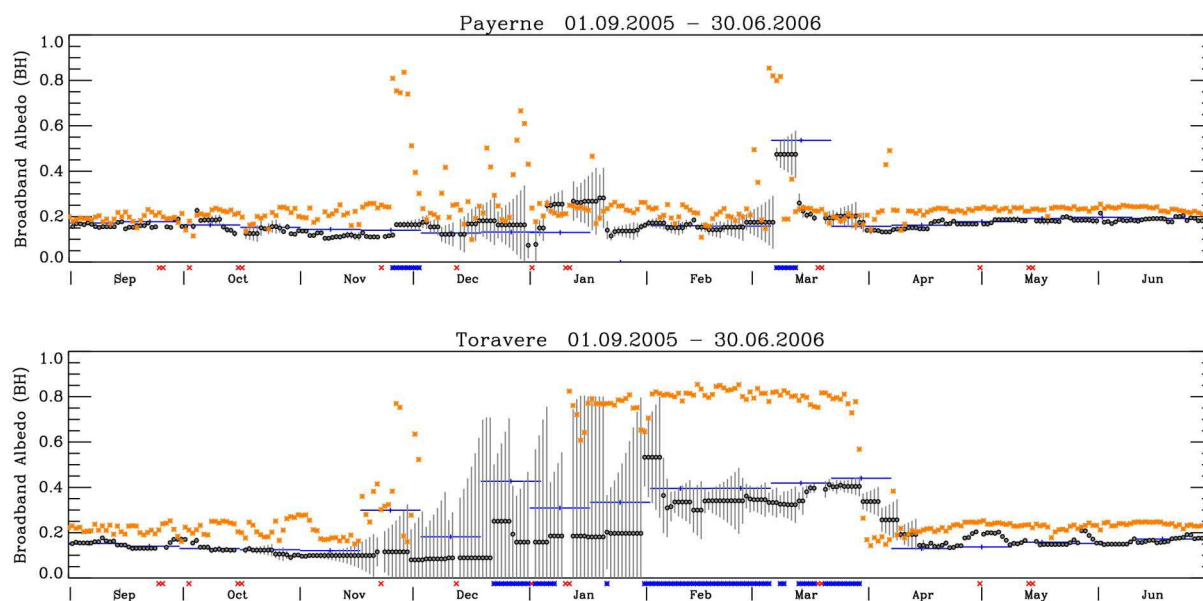 Payerne 01.09.2005 – 30.06.2006
Broadband Albedo (BH)
1.0
0.8
0.6
0.4
0.2
0.0
Sep Oct Nov Dec Jan Feb Mar Apr May Jun
Toravere 01.09.2005 – 30.06.2006
Broadband Albedo (BH)
1.0
0.8
0.6
0.4
0.2
0.0
Sep Oct Nov Dec Jan Feb Mar Apr May Jun